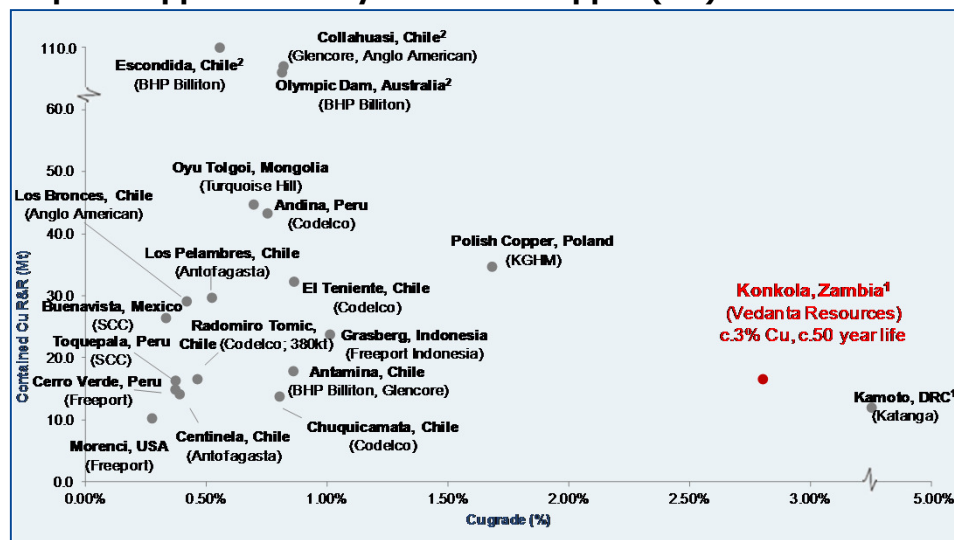 Collahuasi, Chile²
(Glencore, Anglo American)
Escondida, Chile²
(BHP Billiton)
Olympic Dam, Australia²
(BHP Billiton)
Oyu Tolgoi, Mongolia
(Turquoise Hill)
Los Bronces, Chile
(Anglo American)
Andina, Peru
(Codelco)
Los Pelambres, Chile
(Antofagasta)
Polish Copper, Poland
(KGHM)
El Teniente, Chile
(Codelco)
Buenavista, Mexico
(SCC)
Radomiro Tomic,
Chile (Codelco; 380kt)
Grasberg, Indonesia
(Freeport Indonesia)
Konkola, Zambia¹
(Vedanta Resources)
c.3% Cu, c.50 year life
Toquepala, Peru
(SCC)
Antamina, Chile
(BHP Billiton, Glencore)
Cerro Verde, Peru
(Freeport)
Kamoto, DRC¹
(Katanga)
Chuquicamata, Chile
(Codelco)
Centinela, Chile
(Antofagasta)
Morenci, USA
(Freeport)
Contained Cu R&R (Mt)
110.0
60.0
50.0
40.0
30.0
20.0
10.0
0.0
0.00% 0.50% 1.00% 1.50% 2.00% 2.50% 3.00% 5.00%
Cu grade (%)